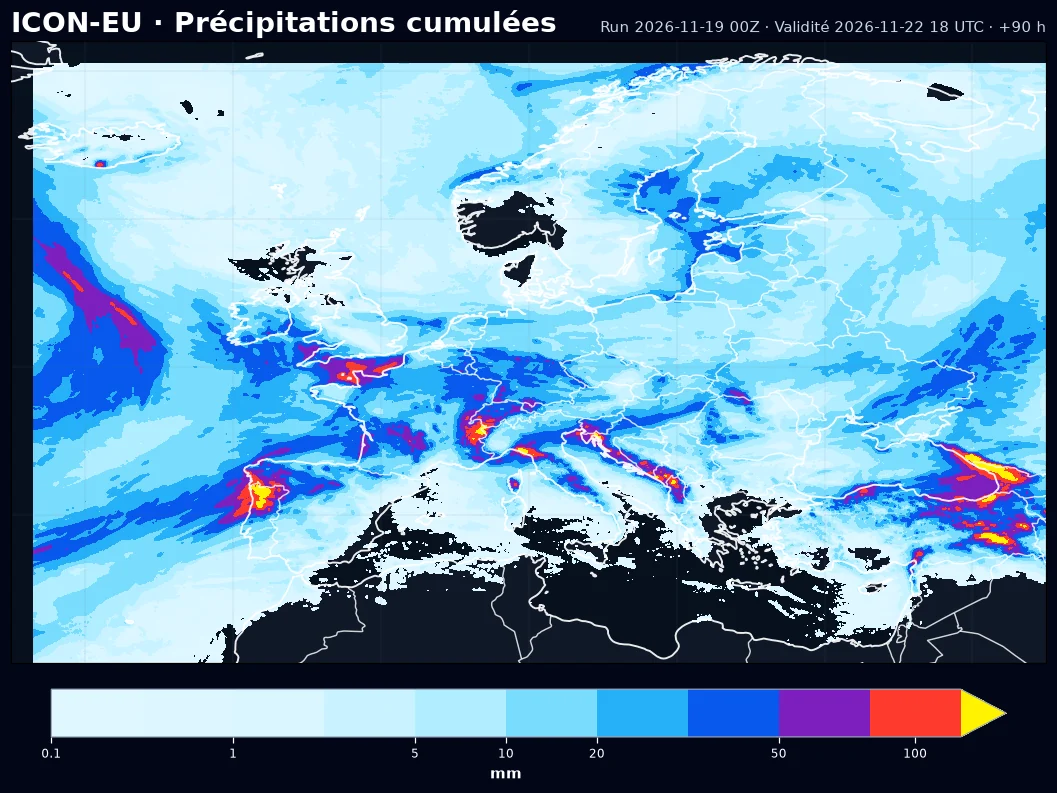 ICON-EU · Précipitations cumulées
Run 2026-11-19 00Z · Validité 2026-11-22 18 UTC · +90 h
0.1 1 5 10 20 50 100
mm